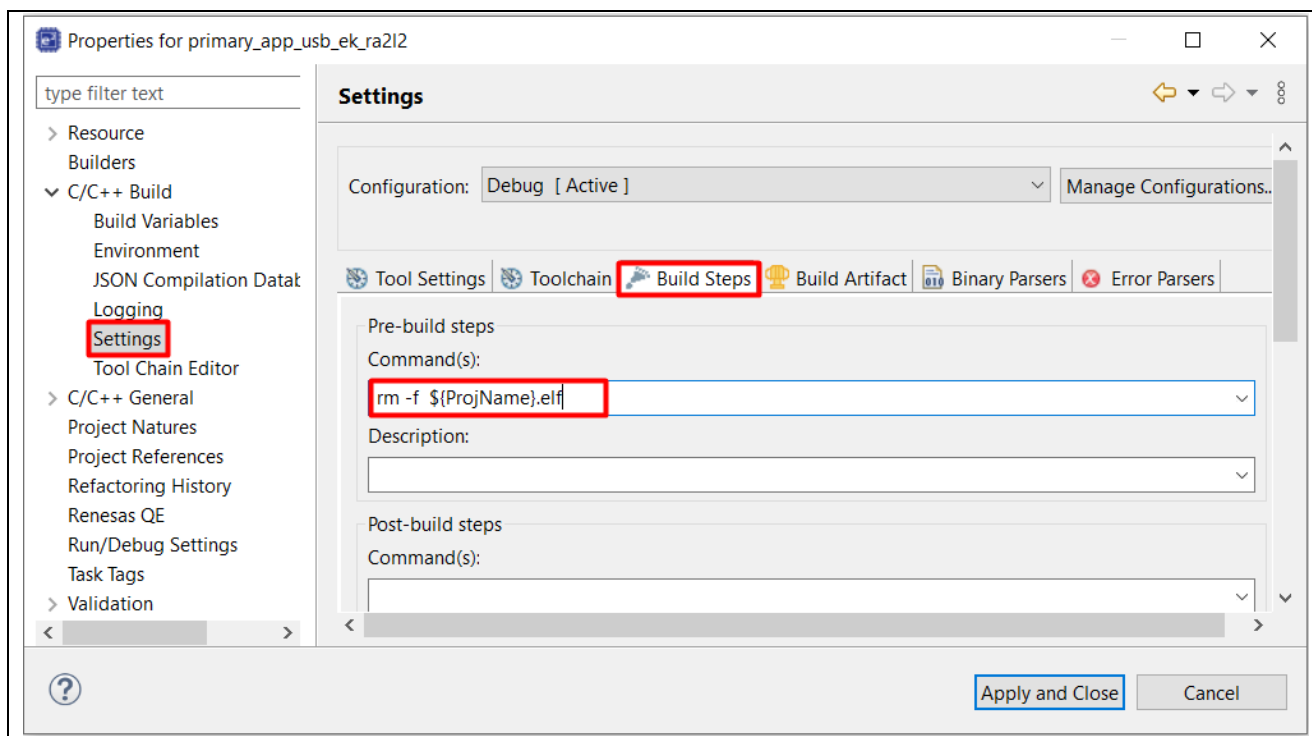 Properties for primary_app_usb_ek_ra2l2
type filter text
Settings
Resource
Builders
C/C++ Build
Build Variables
Environment
JSON Compilation Datab
Logging
Settings
Tool Chain Editor
C/C++ General
Project Natures
Project References
Refactoring History
Renesas QE
Run/Debug Settings
Task Tags
Validation
Configuration: Debug [ Active ] Manage Configurations..
Tool Settings Toolchain Build Steps Build Artifact 010 Binary Parsers Error Parsers
Pre-build steps
Command(s):
rm -f ${ProjName}.elf
Description:
Post-build steps
Command(s):
? Apply and Close Cancel